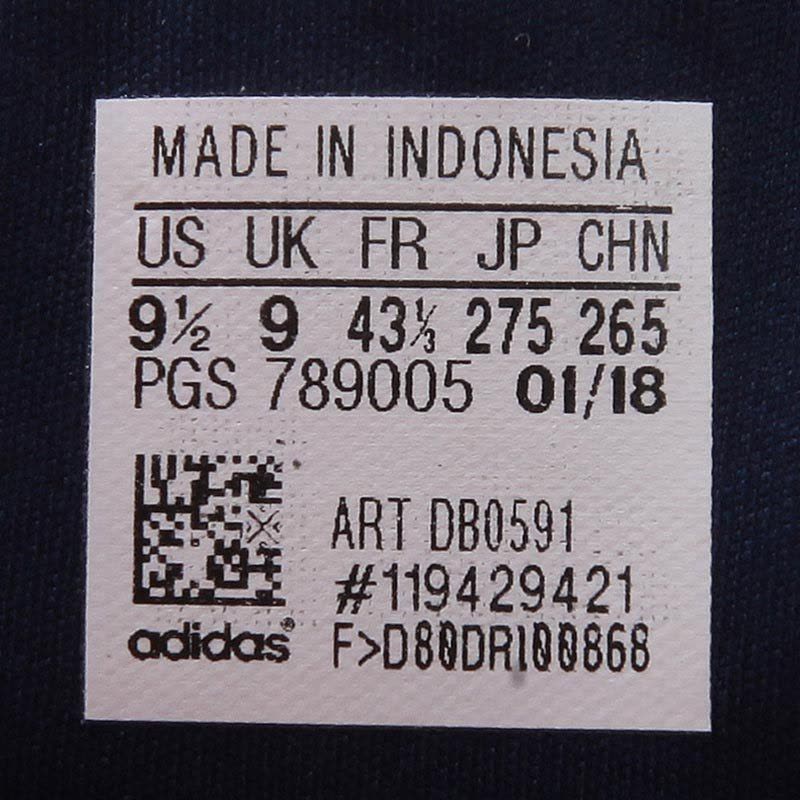 MADE IN INDONESIA
US UK FR JP CHN
9½ 9 43⅓ 275 265
PGS 789005 01/18
ART DB0591
#119429421
adidas® F>D80DRI00868